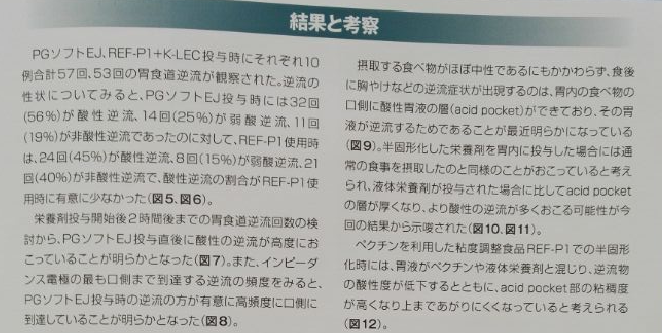 結果と考察
PGソフトEJ、REF-P1+K-LEC投与時にそれぞれ10
例合計57回、53回の胃食道逆流が観察された。逆流の
性状についてみると、PGソフトEJ投与時には32回
(56%)が酸性逆流、14回(25%)が弱酸逆流、11回
(19%)が非酸性逆流であったのに対して、REF-P1使用時
は、24回(45%)が酸性逆流、8回(15%)が弱酸逆流、21
回(40%)が非酸性逆流で、酸性逆流の割合がREF-P1使
用時に有意に少なかった(図5、図6)。
栄養剤投与開始後2時間後までの胃食道逆流回数の検
討から、PGソフトEJ投与直後に酸性の逆流が高度にお
こっていることが明らかとなった(図7)。また、インピーダ
ンス電極の最も口側まで到達する逆流の頻度をみると、
PGソフトEJ投与時の逆流の方が有意に高頻度に口側に
到達していることが明らかとなった(図8)。
摂取する食べ物がほぼ中性であるにもかかわらず、食後
に胸やけなどの逆流症状が出現するのは、胃内の食べ物の
口側に酸性胃液の層(acid pocket)ができており、その胃
液が逆流するためであることが最近明らかになっている
(図9)。半固形化した栄養剤を胃内に投与した場合には通
常の食事を摂取したのと同様のことがおこっていると考え
られ、液体栄養剤が投与された場合に比してacid pocket
の層が厚くなり、より酸性の逆流が多くおこる可能性が今
回の結果から示唆された(図10、図11)。
ペクチンを利用した粘度調整食品REF-P1での半固形
化時には、胃液がペクチンや液体栄養剤と混じり、逆流物
の酸性度が低下するとともに、acid pocket部の粘稠度
が高くなり上まであがりにくくなっていると考えられる
(図12)。